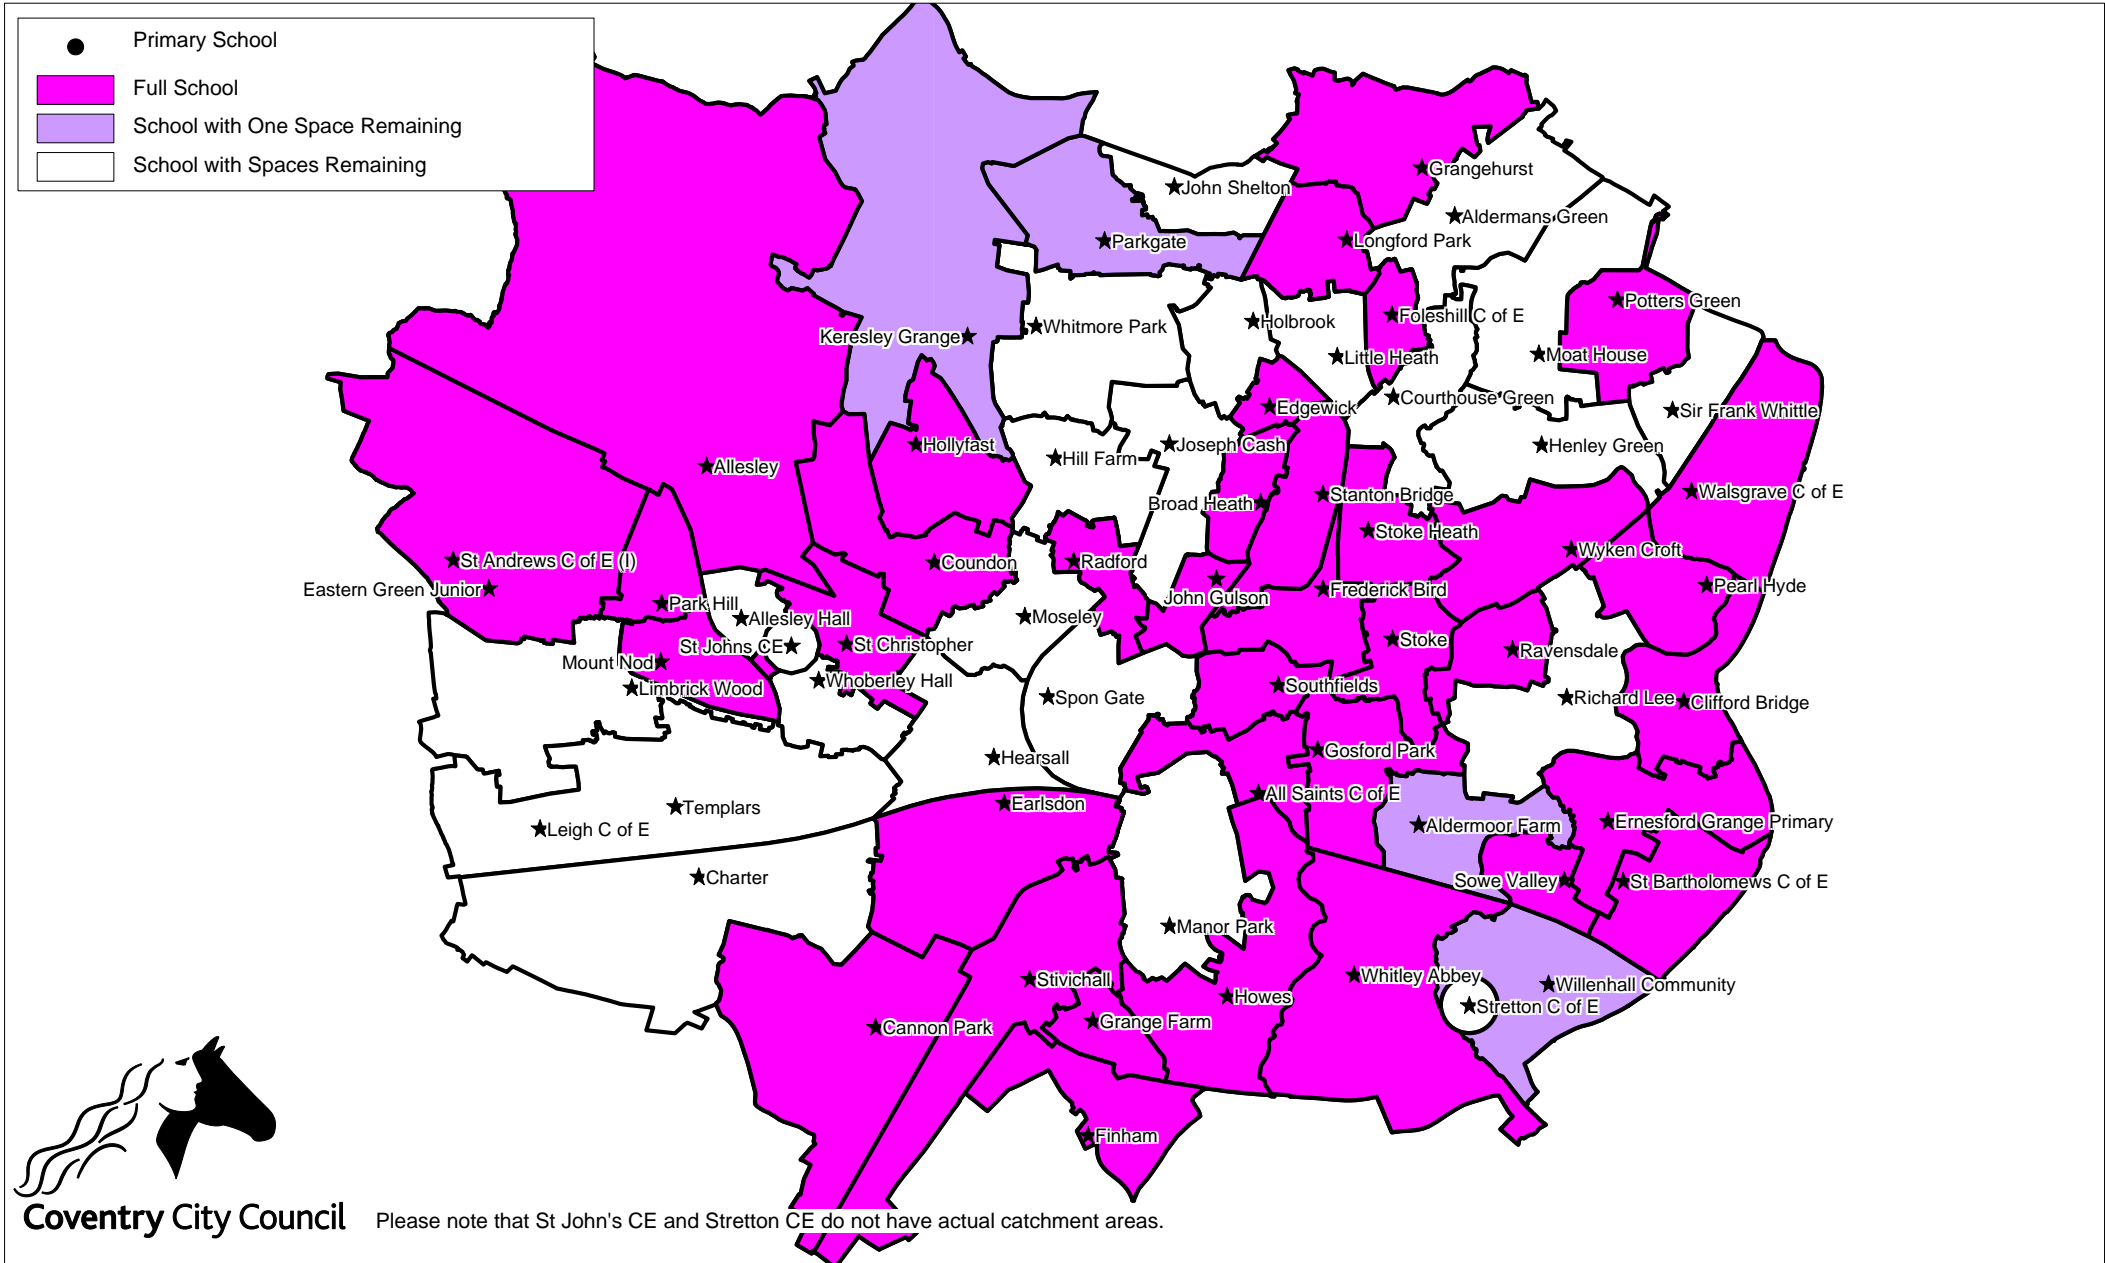 Primary School
Full School
School with One Space Remaining
School with Spaces Remaining
Grangehurst
John Shelton
Aldermans Green
Parkgate
Longford Park
Potters Green
Foleshill C of E
Holbrook
Whitmore Park
Keresley Grange
Moat House
Little Heath
Courthouse Green
Edgewick
Sir Frank Whittle
Hollyfast
Joseph Cash
Henley Green
Hill Farm
Allesley
Walsgrave C of E
Stanton Bridge
Broad Heath
Stoke Heath
Wyken Croft
St Andrews C of E (I)
Coundon
Radford
Pearl Hyde
Eastern Green Junior
Frederick Bird
John Gulson
Park Hill
Allesley Hall
Moseley
Stoke
St Johns CE
St Christopher
Ravensdale
Mount Nod
Whoberley Hall
Limbrick Wood
Southfields
Spon Gate
Richard Lee
Clifford Bridge
Gosford Park
Hearsall
All Saints C of E
Earlsdon
Templars
Ernesford Grange Primary
Aldermoor Farm
Leigh C of E
Charter
Sowe Valley
St Bartholomews C of E
Manor Park
Whitley Abbey
Stivichall
Willenhall Community
Howes
Stretton C of E
Grange Farm
Cannon Park
Finham
Coventry City Council
Please note that St John's CE and Stretton CE do not have actual catchment areas.